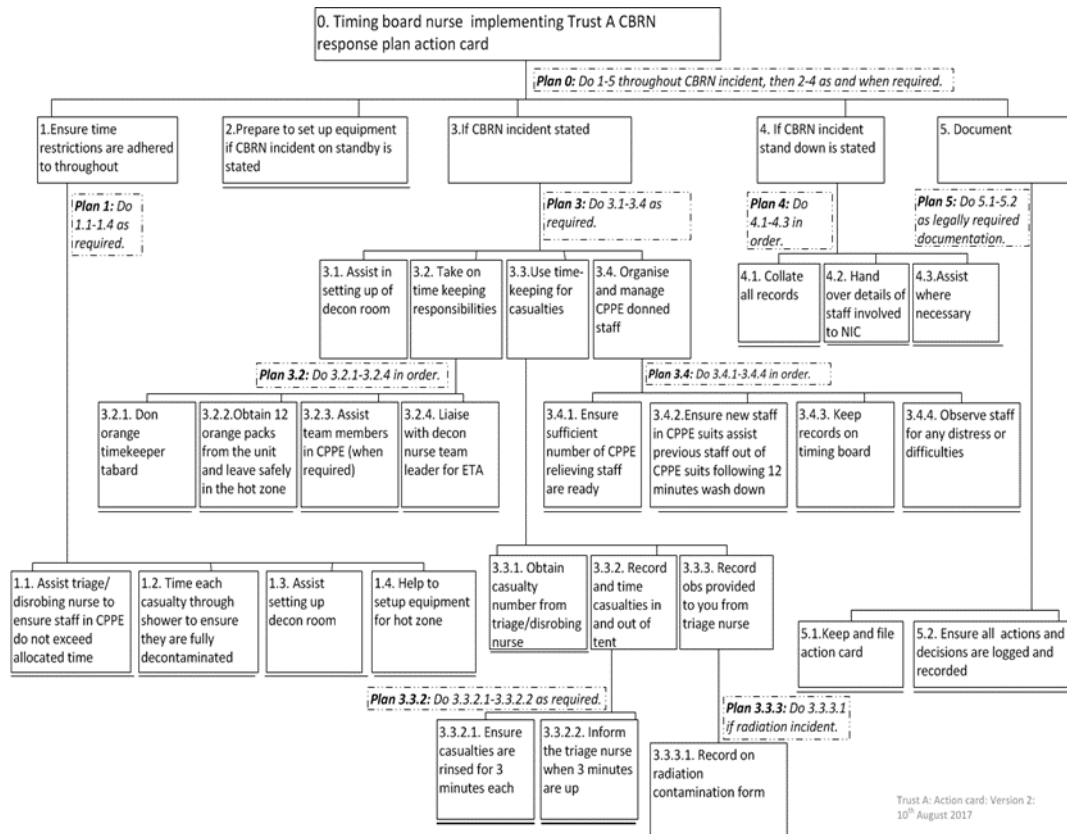 0. Timing board nurse implementing Trust A CBRN
response plan action card
Plan 0: Do 1-5 throughout CBRN incident, then 2-4 as and when required.
1.Ensure time
restrictions are adhered
to throughout
2.Prepare to set up equipment
if CBRN incident on standby is
stated
3.If CBRN incident stated
4. If CBRN incident
stand down is stated
5. Document
Plan 1: Do
1.1-1.4 as
required.
Plan 3: Do 3.1-3.4 as
required.
Plan 4: Do
4.1-4.3 in
order.
Plan 5: Do 5.1-5.2
as legally required
documentation.
3.1. Assist in
setting up of
decon room
3.2. Take on
time keeping
responsibilities
3.3.Use time-
keeping for
casualties
3.4. Organise
and manage
CPPE donned
staff
4.1. Collate
all records
4.2. Hand
over details of
staff involved
to NIC
4.3.Assist
where
necessary
Plan 3.2: Do 3.2.1-3.2.4 in order.
Plan 3.4: Do 3.4.1-3.4.4 in order.
3.2.1. Don
orange
timekeeper
tabard
3.2.2.Obtain 12
orange packs
from the unit
and leave safely
in the hot zone
3.2.3. Assist
team members
in CPPE (when
required)
3.2.4. Liaise
with decon
nurse team
leader for ETA
3.4.1. Ensure
sufficient
number of CPPE
relieving staff
are ready
3.4.2.Ensure new staff
in CPPE suits assist
previous staff out of
CPPE suits following 12
minutes wash down
3.4.3. Keep
records on
timing board
3.4.4. Observe
staff for any
distress or
difficulties
1.1. Assist triage/
disrobing nurse to
ensure staff in CPPE
do not exceed
allocated time
1.2. Time each
casualty through
shower to ensure
they are fully
decontaminated
1.3. Assist
setting up
decon room
1.4. Help to
setup equipment
for hot zone
3.3.1. Obtain
casualty
number from
triage/disrobing
nurse
3.3.2. Record
and time
casualties in
and out of
tent
3.3.3. Record
obs provided
to you from
triage nurse
5.1.Keep and file
action card
5.2. Ensure all actions and
decisions are logged and
recorded
Plan 3.3.2: Do 3.3.2.1-3.3.2.2 as required.
Plan 3.3.3: Do 3.3.3.1
if radiation incident.
3.3.2.1. Ensure
casualties are
rinsed for 3
minutes each
3.3.2.2. Inform
the triage nurse
when 3 minutes
are up
3.3.3.1. Record on
radiation
contamination form
Trust A: Action card: Version 2:
10th August 2017